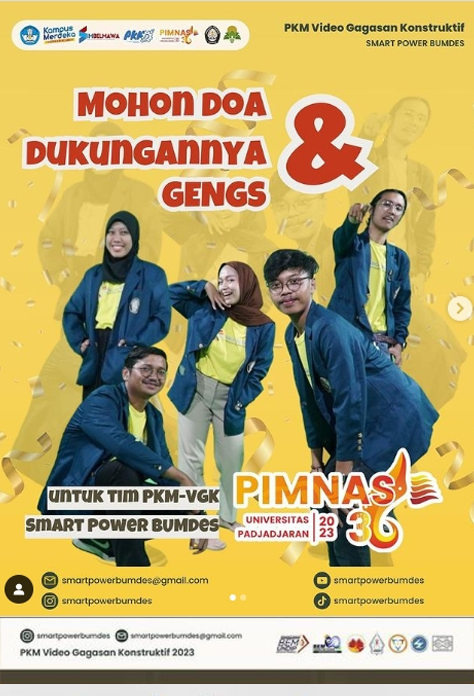 Kampus
Merdeka
SIMBELMAWA
PKM
PIMNAS
PKM Video Gagasan Konstruktif
SMART POWER BUMDES
MOHON DOA
DUKUNGANNYA
GENGS
&
UNTUK TIM PKM-VGK
SMART POWER BUMDES
PIMNAS
36
UNIVERSITAS
PADJADJARAN
20
23
smartpowerbumdes@gmail.com
smartpowerbumdes
smartpowerbumdes
smartpowerbumdes
smartpowerbumdes
smartpowerbumdes@gmail.com
PKM Video Gagasan Konstruktif 2023
BEM